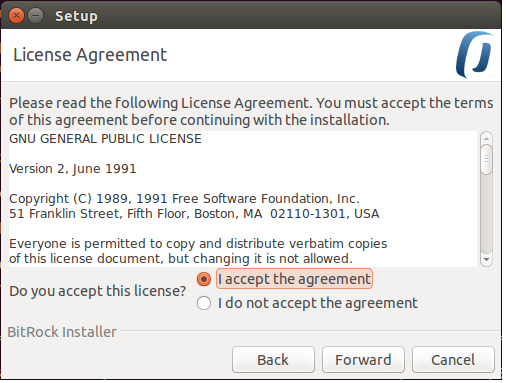 Setup
License Agreement
Please read the following License Agreement. You must accept the terms
of this agreement before continuing with the installation.
GNU GENERAL PUBLIC LICENSE
Version 2, June 1991
Copyright (C) 1989, 1991 Free Software Foundation, Inc.
51 Franklin Street, Fifth Floor, Boston, MA  02110-1301, USA
Everyone is permitted to copy and distribute verbatim copies
of this license document, but changing it is not allowed.
Do you accept this license?
I accept the agreement
I do not accept the agreement
BitRock Installer
Back Forward Cancel